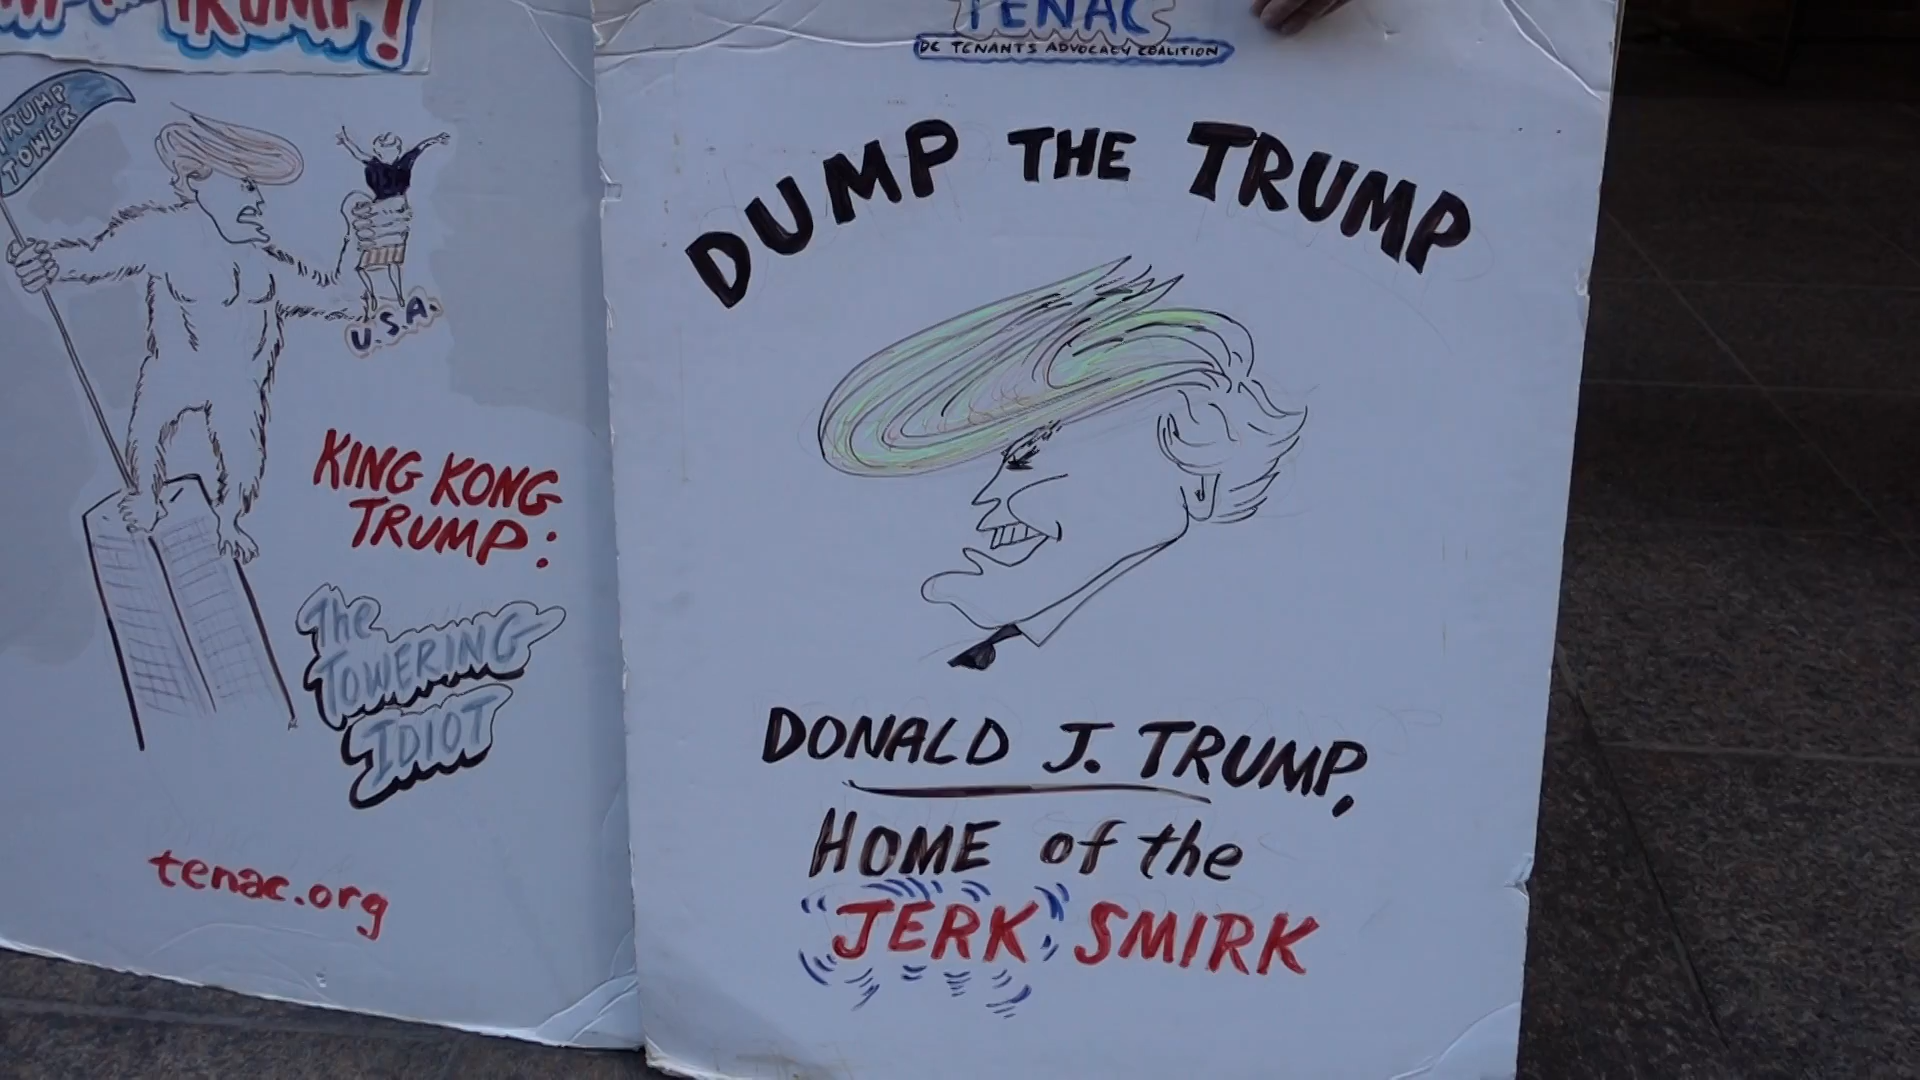 TRUMP!
TRUMP
TOWER
U.S.A.
KING KONG
TRUMP:
The
TOWERING
IDIOT
tenac.org
TENAC
DC TENANTS ADVOCACY COALITION
DUMP THE TRUMP
DONALD J. TRUMP,
HOME of the
"JERK" SMIRK